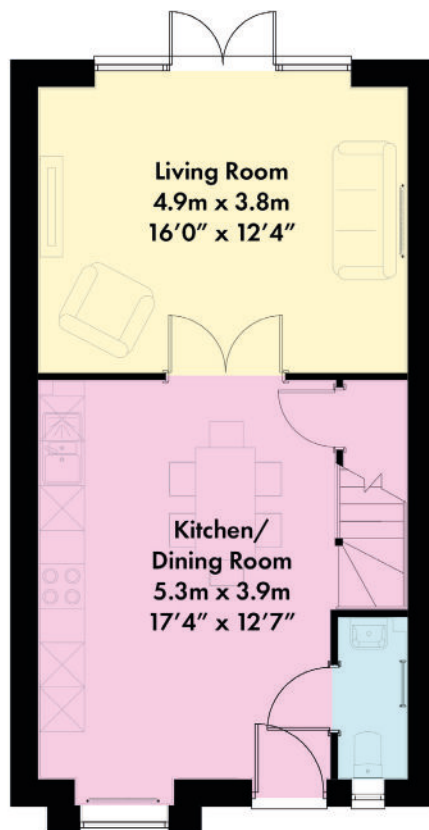 Living Room
4.9m x 3.8m
16’0” x 12’4”
Kitchen/
Dining Room
5.3m x 3.9m
17’4” x 12’7”